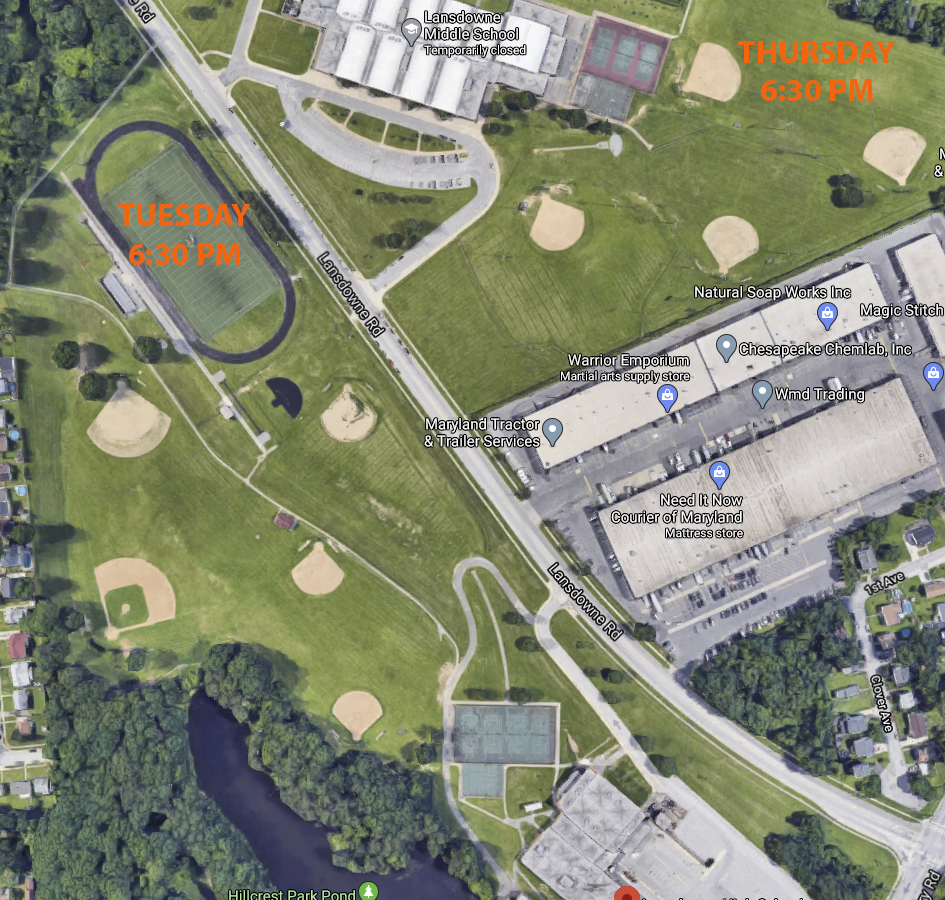 e Rd
Lansdowne
Middle School
Temporarily closed
THURSDAY
6:30 PM
M
&
TUESDAY
6:30 PM
Lansdowne Rd
Natural Soap Works Inc
Magic Stitch
Chesapeake Chemlab, Inc
Warrior Emporium
Martial arts supply store
Wmd Trading
Maryland Tractor
& Trailer Services
Need It Now
Courier of Maryland
Mattress store
1st Ave
Lansdowne Rd
Clover Ave
y Rd
Hillcrest Park Pond